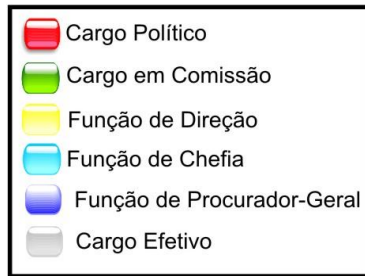 Cargo Político
Cargo em Comissão
Função de Direção
Função de Chefia
Função de Procurador-Geral
Cargo Efetivo